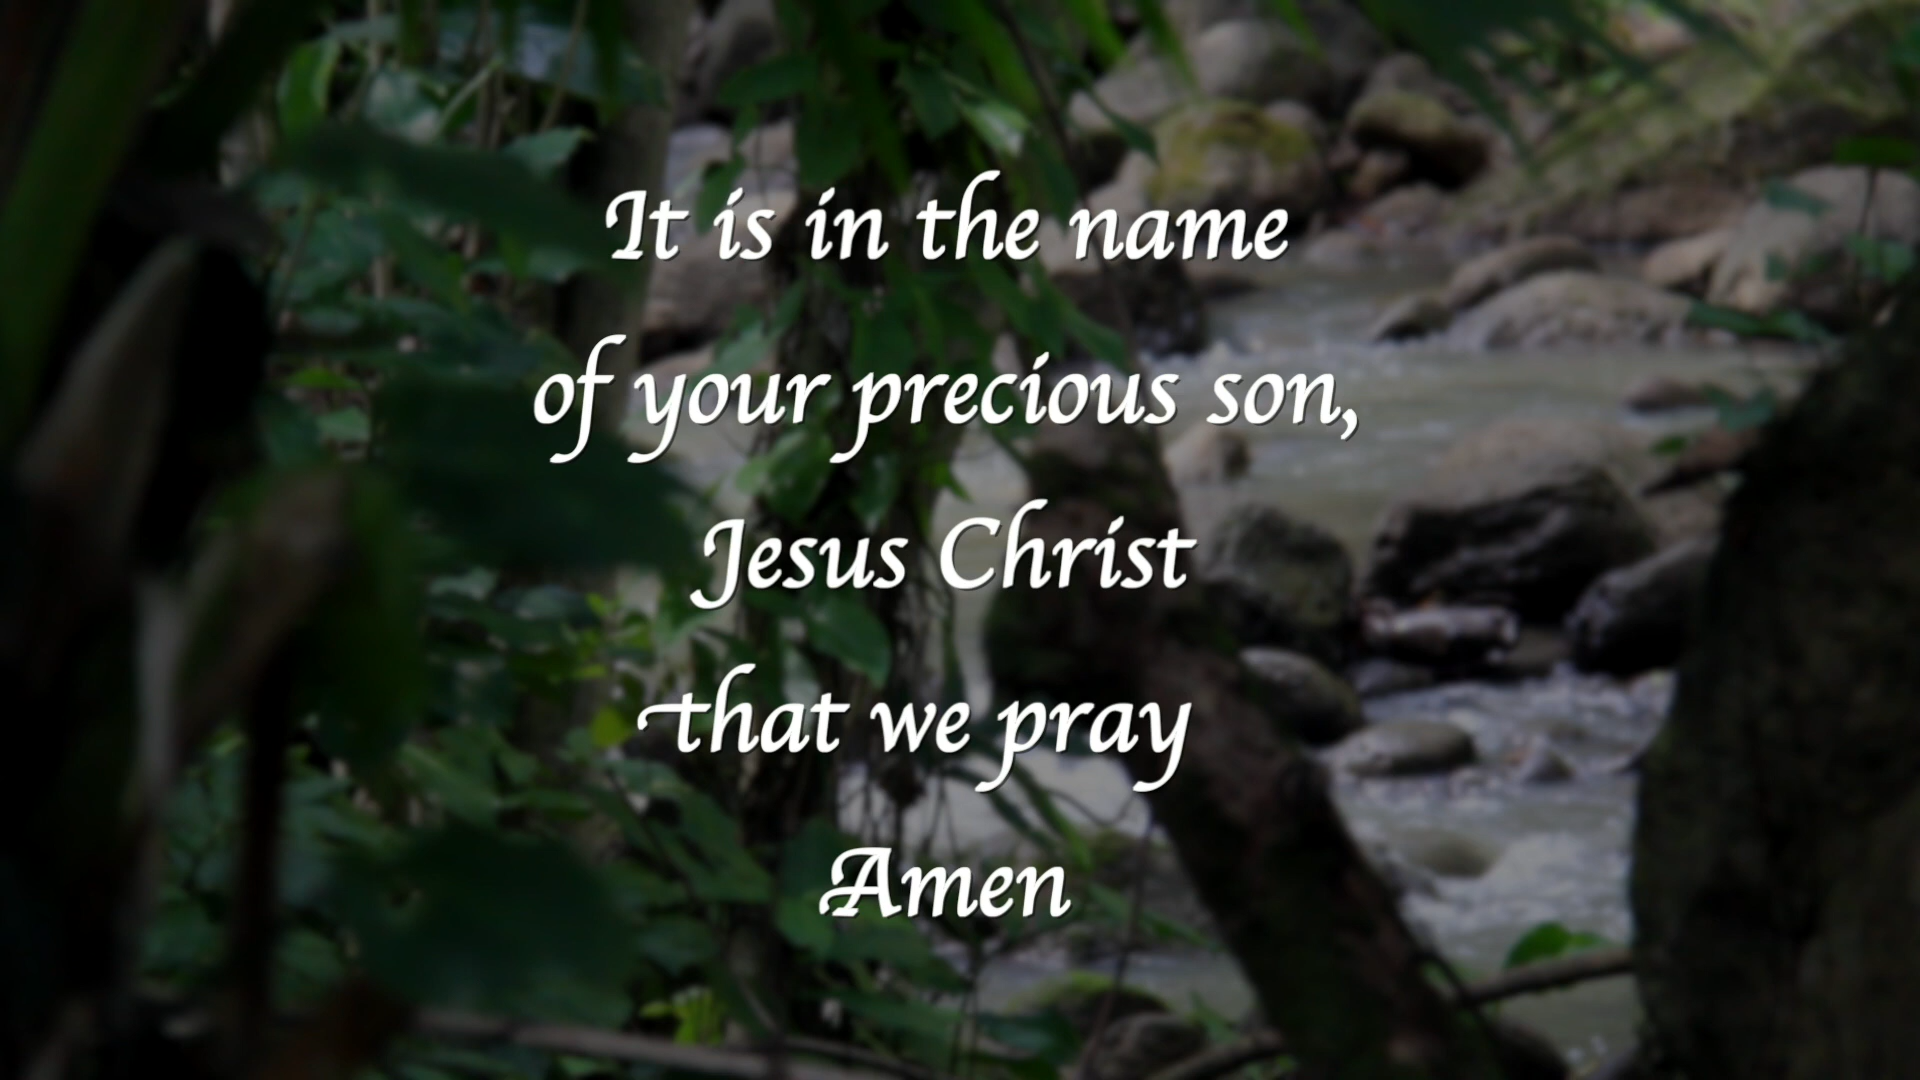 It is in the name
of your precious son,
Jesus Christ
that we pray
Amen